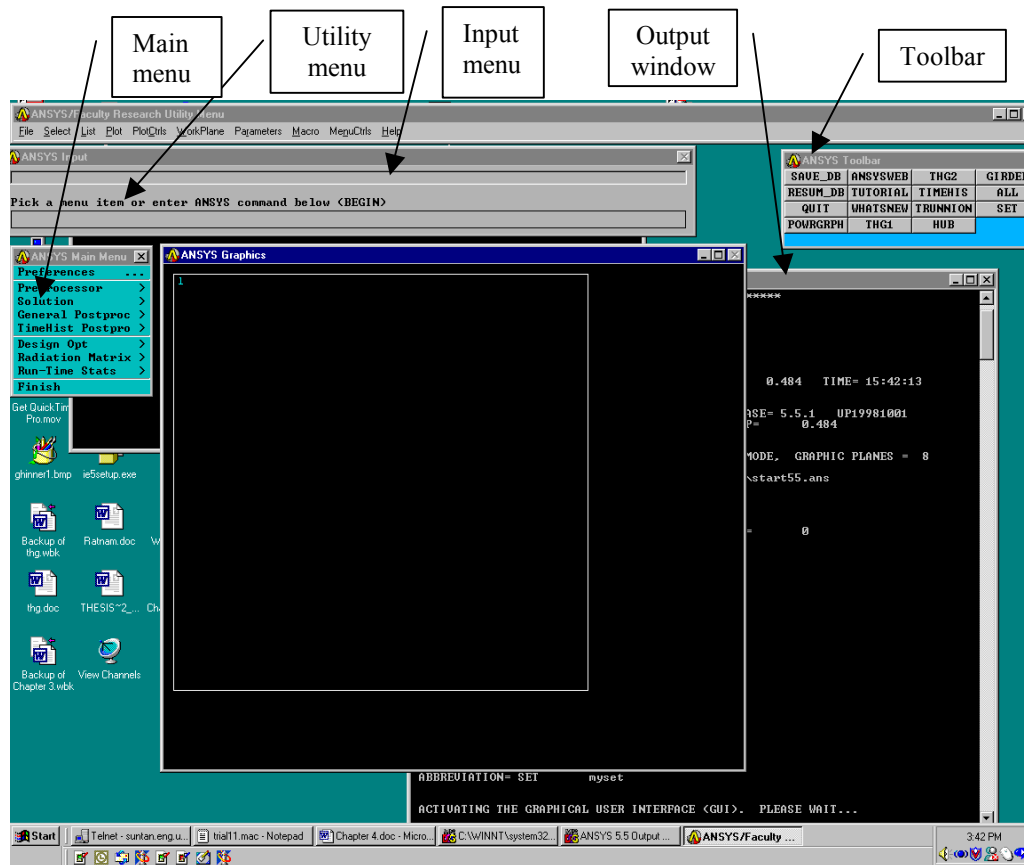 Main
menu
Utility
menu
Input
menu
Output
window
Toolbar
ANSYS/Faculty Research Utility Menu
File Select List Plot PlotCtrls WorkPlane Parameters Macro MenuCtrls Help
ANSYS Input
Pick a menu item or enter ANSYS command below (BEGIN)
ANSYS Toolbar
SAVE_DB ANSYSWEB THG2 GIRDER
RESUM_DB TUTORIAL TIMEHIS ALL
QUIT WHATSNEW TRUNNION SET
POWRGRPH THG1 HUB
ANSYS Main Menu
Preferences ...
Preprocessor >
Solution >
General Postproc >
TimeHist Postpro >
Design Opt >
Radiation Matrix >
Run-Time Stats >
Finish
ANSYS Graphics
1
*****
0.484 TIME= 15:42:13
ASE= 5.5.1 UP19981001
P= 0.484
MODE, GRAPHIC PLANES = 8
\start55.ans
= 0
ABBREVIATION= SET myset
ACTIVATING THE GRAPHICAL USER INTERFACE (GUI). PLEASE WAIT...
Get QuickTim
Pro.mov
ghinner1.bmp ie5setup.exe
Backup of
thg.wbk
Ratnam.doc W
thg.doc THESIS~2_... Cha
Backup of
Chapter 3.wbk
View Channels
Start Telnet - suntan.eng.u... trial11.mac - Notepad Chapter 4.doc - Micro... C:\WINNT\system32... ANSYS 5.5 Output ... ANSYS/Faculty ... 3:42 PM